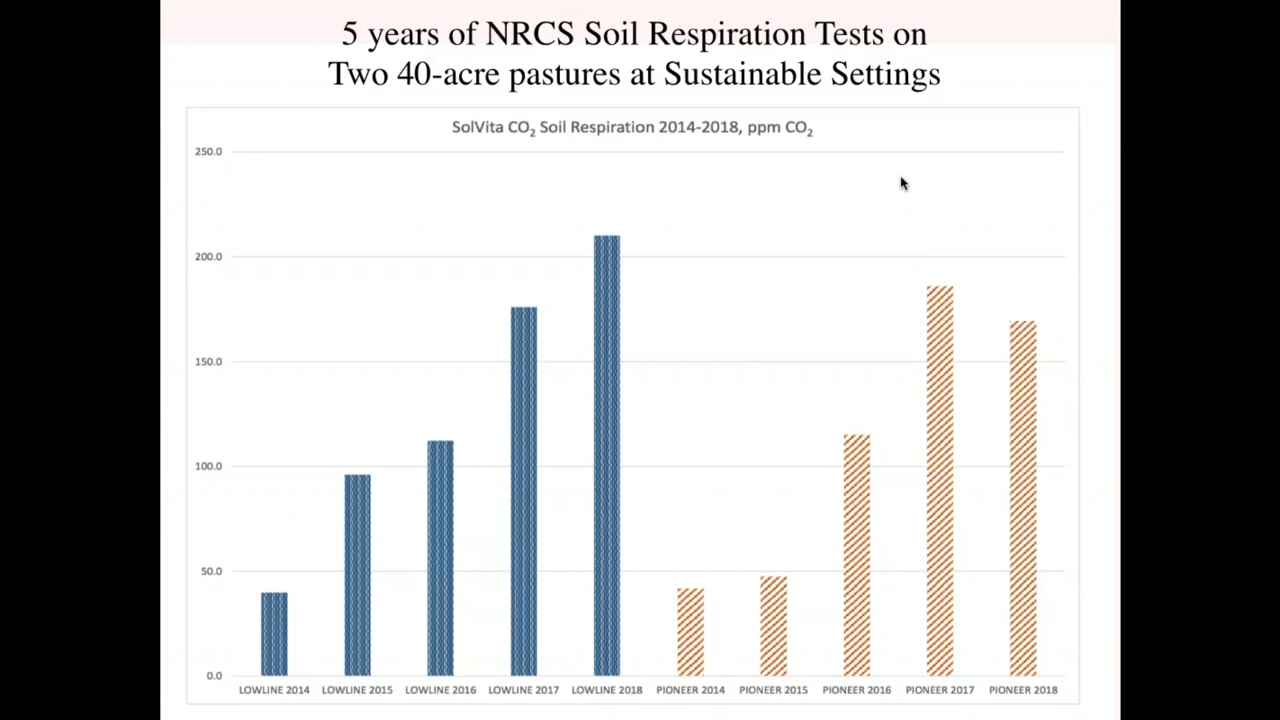 5 years of NRCS Soil Respiration Tests on
Two 40-acre pastures at Sustainable Settings
SolVita CO₂ Soil Respiration 2014-2018, ppm CO₂
250.0
200.0
150.0
100.0
50.0
0.0
LOWLINE 2014 LOWLINE 2015 LOWLINE 2016 LOWLINE 2017 LOWLINE 2018 PIONEER 2014 PIONEER 2015 PIONEER 2016 PIONEER 2017 PIONEER 2018